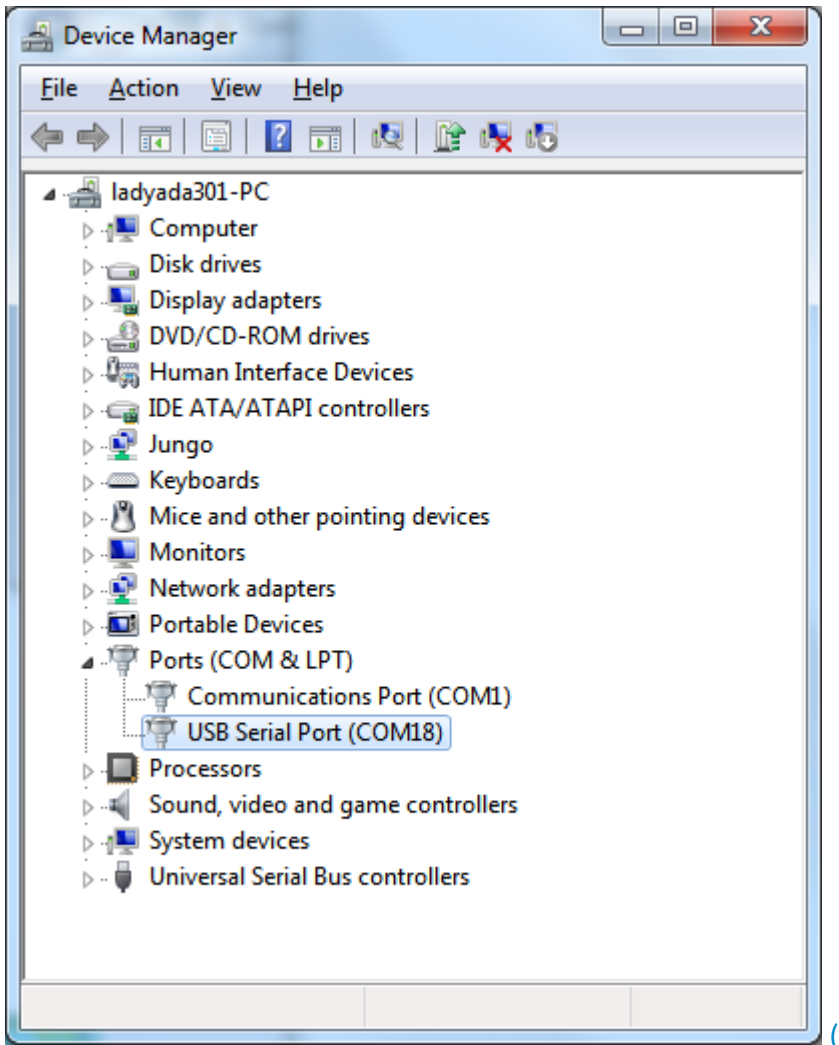 Device Manager
File Action View Help
ladyada301-PC
Computer
Disk drives
Display adapters
DVD/CD-ROM drives
Human Interface Devices
IDE ATA/ATAPI controllers
Jungo
Keyboards
Mice and other pointing devices
Monitors
Network adapters
Portable Devices
Ports (COM & LPT)
Communications Port (COM1)
USB Serial Port (COM18)
Processors
Sound, video and game controllers
System devices
Universal Serial Bus controllers
(